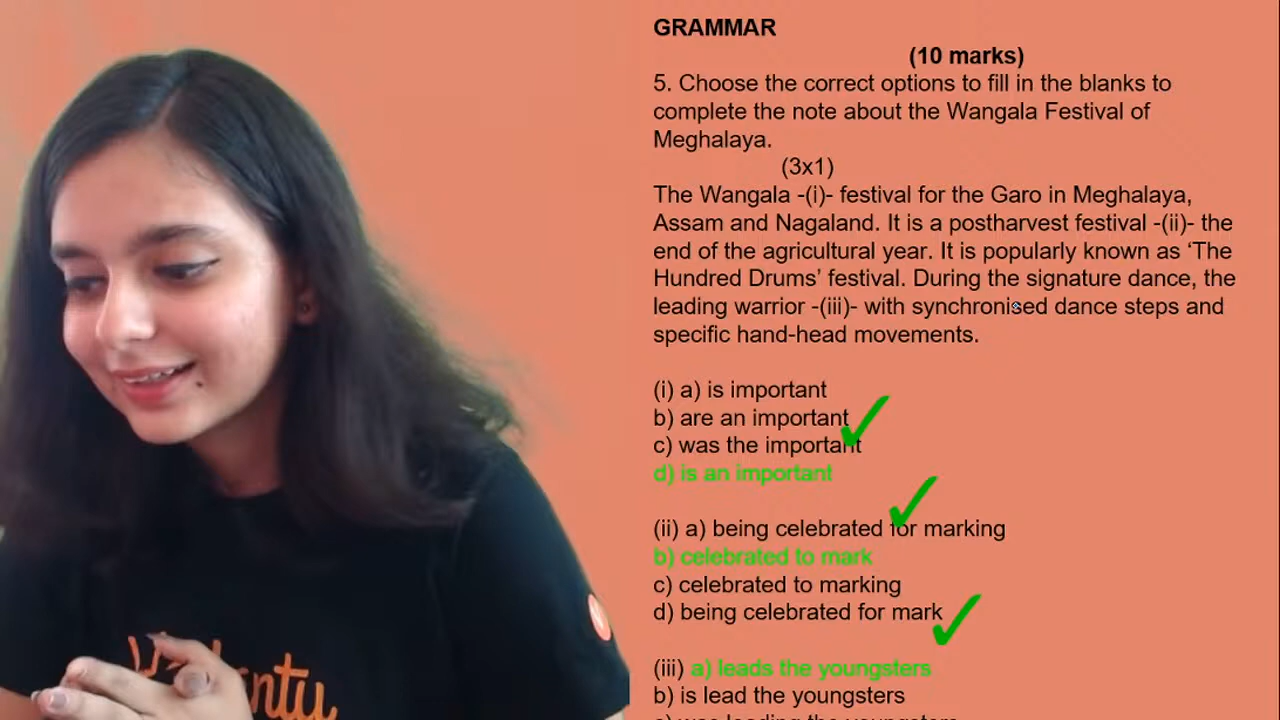 GRAMMAR
(10 marks)
5. Choose the correct options to fill in the blanks to
complete the note about the Wangala Festival of
Meghalaya.
(3x1)
The Wangala -(i)- festival for the Garo in Meghalaya,
Assam and Nagaland. It is a postharvest festival -(ii)- the
end of the agricultural year. It is popularly known as ‘The
Hundred Drums’ festival. During the signature dance, the
leading warrior -(iii)- with synchronised dance steps and
specific hand-head movements.
(i) a) is important
b) are an important
c) was the important
d) is an important
(ii) a) being celebrated for marking
b) celebrated to mark
c) celebrated to marking
d) being celebrated for mark
(iii) a) leads the youngsters
b) is lead the youngsters
c) was leading the youngsters